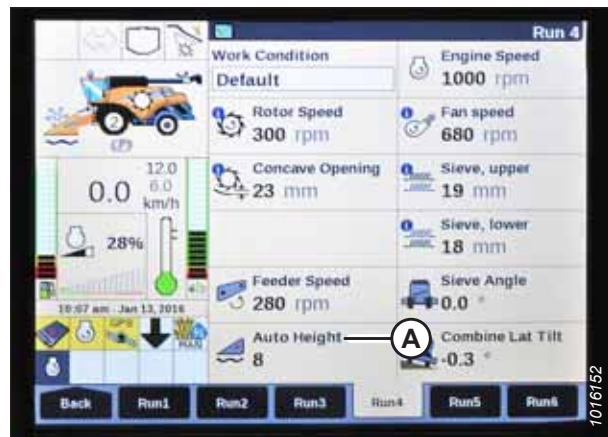 Run 4
Work Condition
Default
Engine Speed
1000 rpm
Rotor Speed
300 rpm
Fan speed
680 rpm
Concave Opening
23 mm
Sieve, upper
19 mm
Sieve, lower
18 mm
Feeder Speed
280 rpm
Sieve Angle
0.0 °
Auto Height
8
A
Combine Lat Tilt
-0.3 °
2
(P)
0.0
12.0
6.0
km/h
28%
10:07 am - Jan 13, 2016
GPS
MAN
Back
Run1
Run2
Run3
Run4
Run5
Run6
1016152